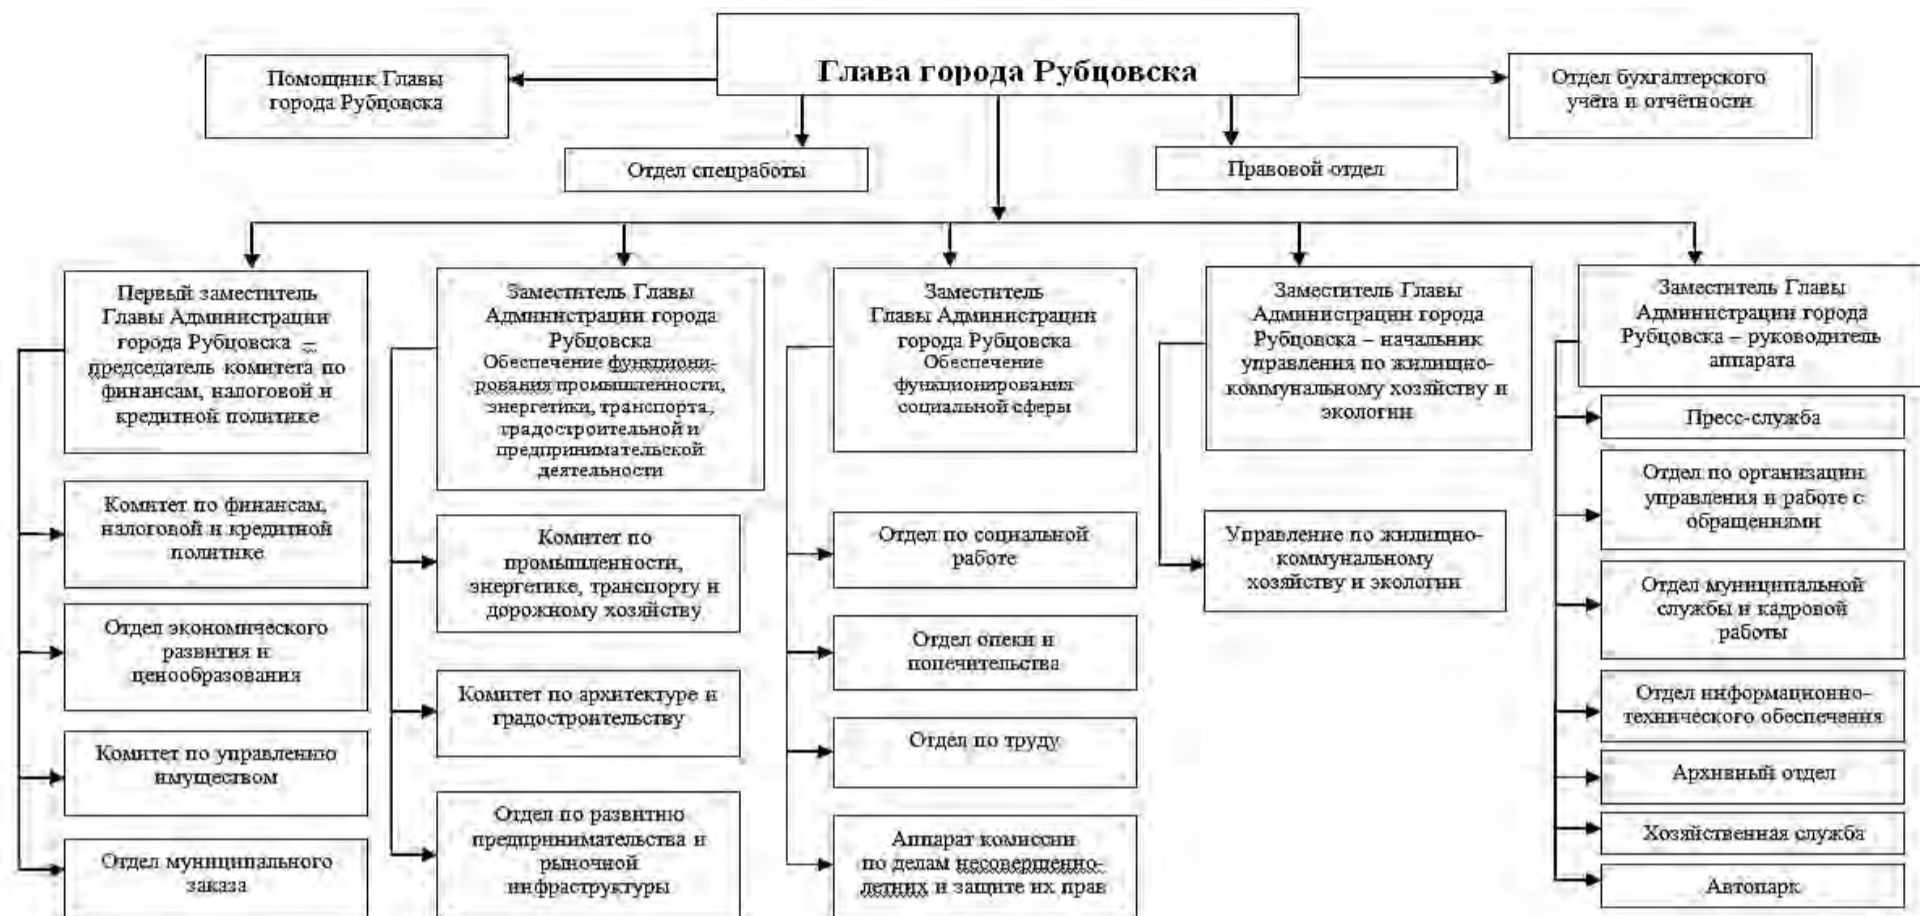 Глава города Рубцовска
Помощник Главы
города Рубцовска
Отдел бухгалтерского
учёта и отчётности
Отдел спецработы
Правовой отдел
Первый заместитель
Главы Администрации
города Рубцовска –
председатель комитета по
финансам, налоговой и
кредитной политике
Комитет по финансам,
налоговой и кредитной
политике
Отдел экономического
развития и
ценообразования
Комитет по управлению
имуществом
Отдел муниципального
заказа
Заместитель Главы
Администрации города
Рубцовска
Обеспечение функциони-
рования промышленности,
энергетики, транспорта,
градостроительной и
предпринимательской
деятельности
Комитет по
промышленности,
энергетике, транспорту и
дорожному хозяйству
Комитет по архитектуре и
градостроительству
Отдел по развитию
предпринимательства и
рыночной
инфраструктуры
Заместитель
Главы Администрации
города Рубцовска
Обеспечение
функционирования
социальной сферы
Отдел по социальной
работе
Отдел опеки и
попечительства
Отдел по труду
Аппарат комиссии
по делам несовершенно-
летних и защите их прав
Заместитель Главы
Администрации города
Рубцовска – начальник
управления по жилищно-
коммунальному хозяйству и
экологии
Управление по жилищно-
коммунальному
хозяйству и экологии
Заместитель Главы
Администрации города
Рубцовска – руководитель
аппарата
Пресс-служба
Отдел по организации
управления и работе с
обращениями
Отдел муниципальной
службы и кадровой
работы
Отдел информационно-
технического обеспечения
Архивный отдел
Хозяйственная служба
Автопарк